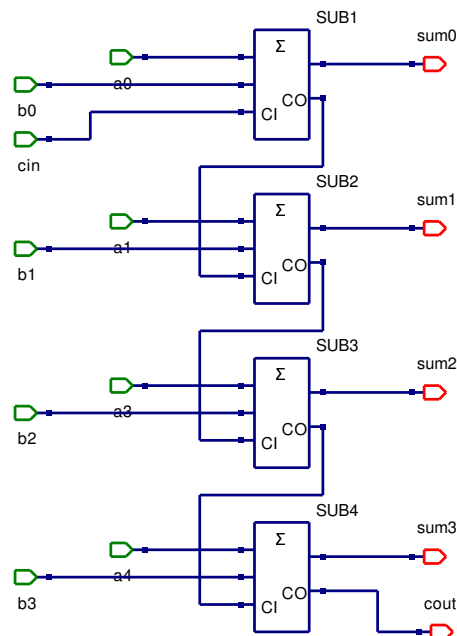 SUB1
sum0
Σ
a0
b0
CO
CI
cin
SUB2
sum1
Σ
a1
b1
CO
CI
SUB3
sum2
Σ
a3
b2
CO
CI
SUB4
sum3
Σ
a4
b3
CO
CI
cout